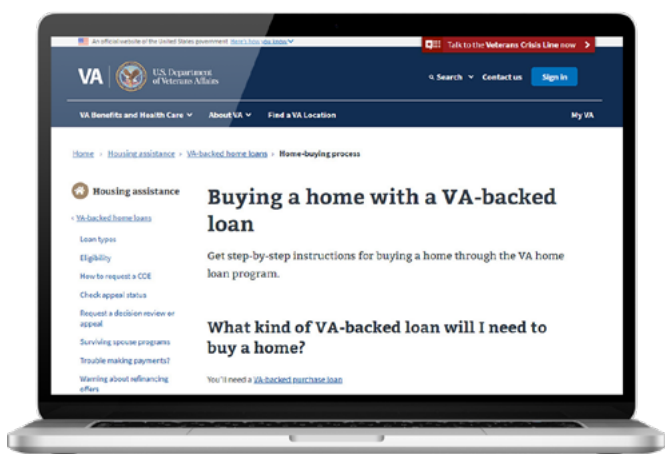 An official website of the United States government Here's how you know
Talk to the Veterans Crisis Line now
VA
U.S. Department
of Veterans Affairs
Search
Contact us
Sign in
VA Benefits and Health Care
About VA
Find a VA Location
My VA
Home > Housing assistance > VA-backed home loans > Home-buying process
Housing assistance
‹ VA-backed home loans
Loan types
Eligibility
How to request a COE
Check appeal status
Request a decision review or
appeal
Surviving spouse programs
Trouble making payments?
Warning about refinancing
offers
Buying a home with a VA-backed
loan
Get step-by-step instructions for buying a home through the VA home
loan program.
What kind of VA-backed loan will I need to
buy a home?
You'll need a VA-backed purchase loan